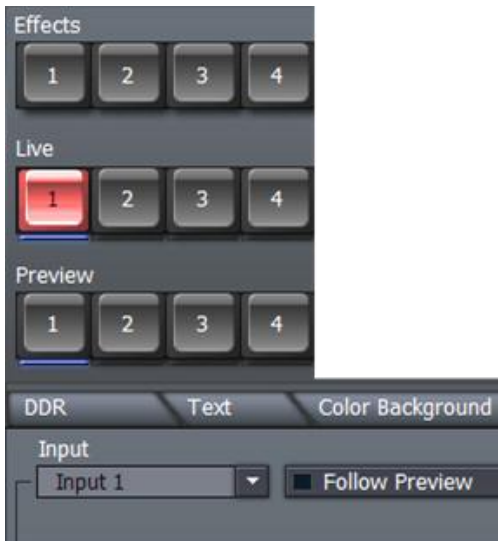 Effects
1 2 3 4
Live
1 2 3 4
Preview
1 2 3 4
DDR Text Color Background
Input
Input 1 Follow Preview